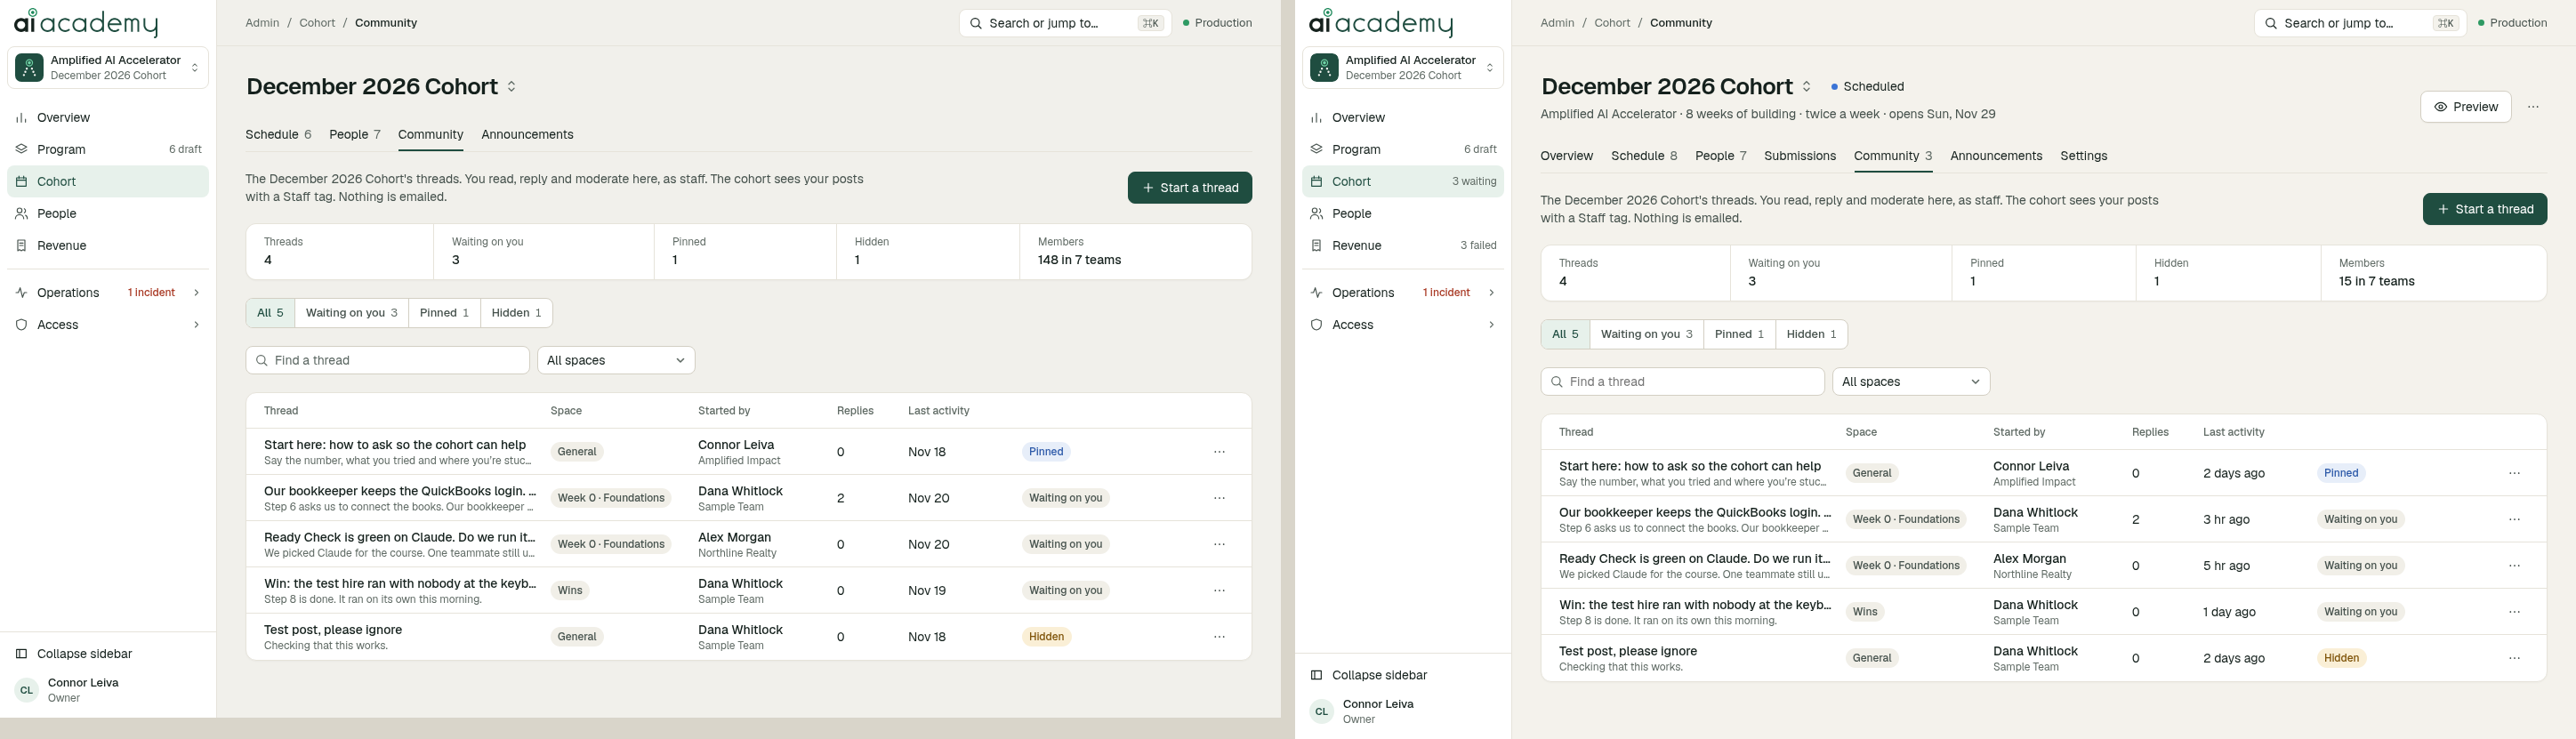 ai academy
Amplified AI Accelerator
December 2026 Cohort
Overview
Program 6 draft
Cohort
People
Revenue
Operations 1 incident
Access
Collapse sidebar
CL
Connor Leiva
Owner
Admin / Cohort / Community
Search or jump to... ⌘K
Production
December 2026 Cohort
Schedule 6 People 7 Community Announcements
The December 2026 Cohort's threads. You read, reply and moderate here, as staff. The cohort sees your posts
with a Staff tag. Nothing is emailed.
+ Start a thread
Threads Waiting on you Pinned Hidden Members
4 3 1 1 148 in 7 teams
All 5 Waiting on you 3 Pinned 1 Hidden 1
Find a thread All spaces
Thread Space Started by Replies Last activity
Start here: how to ask so the cohort can help General Connor Leiva 0 Nov 18 Pinned ...
Say the number, what you tried and where you're stuc... Amplified Impact
Our bookkeeper keeps the QuickBooks login. ... Week 0 · Foundations Dana Whitlock 2 Nov 20 Waiting on you ...
Step 6 asks us to connect the books. Our bookkeeper ... Sample Team
Ready Check is green on Claude. Do we run it... Week 0 · Foundations Alex Morgan 0 Nov 20 Waiting on you ...
We picked Claude for the course. One teammate still u... Northline Realty
Win: the test hire ran with nobody at the keyb... Wins Dana Whitlock 0 Nov 19 Waiting on you ...
Step 8 is done. It ran on its own this morning. Sample Team
Test post, please ignore General Dana Whitlock 0 Nov 18 Hidden ...
Checking that this works. Sample Team
ai academy
Amplified AI Accelerator
December 2026 Cohort
Overview
Program 6 draft
Cohort 3 waiting
People
Revenue 3 failed
Operations 1 incident
Access
Collapse sidebar
CL
Connor Leiva
Owner
Admin / Cohort / Community
Search or jump to... ⌘K
Production
December 2026 Cohort Scheduled
Amplified AI Accelerator · 8 weeks of building · twice a week · opens Sun, Nov 29
Preview ...
Overview Schedule 8 People 7 Submissions Community 3 Announcements Settings
The December 2026 Cohort's threads. You read, reply and moderate here, as staff. The cohort sees your posts
with a Staff tag. Nothing is emailed.
+ Start a thread
Threads Waiting on you Pinned Hidden Members
4 3 1 1 15 in 7 teams
All 5 Waiting on you 3 Pinned 1 Hidden 1
Find a thread All spaces
Thread Space Started by Replies Last activity
Start here: how to ask so the cohort can help General Connor Leiva 0 2 days ago Pinned ...
Say the number, what you tried and where you're stuc... Amplified Impact
Our bookkeeper keeps the QuickBooks login. ... Week 0 · Foundations Dana Whitlock 2 3 hr ago Waiting on you ...
Step 6 asks us to connect the books. Our bookkeeper ... Sample Team
Ready Check is green on Claude. Do we run it... Week 0 · Foundations Alex Morgan 0 5 hr ago Waiting on you ...
We picked Claude for the course. One teammate still u... Northline Realty
Win: the test hire ran with nobody at the keyb... Wins Dana Whitlock 0 1 day ago Waiting on you ...
Step 8 is done. It ran on its own this morning. Sample Team
Test post, please ignore General Dana Whitlock 0 2 days ago Hidden ...
Checking that this works. Sample Team